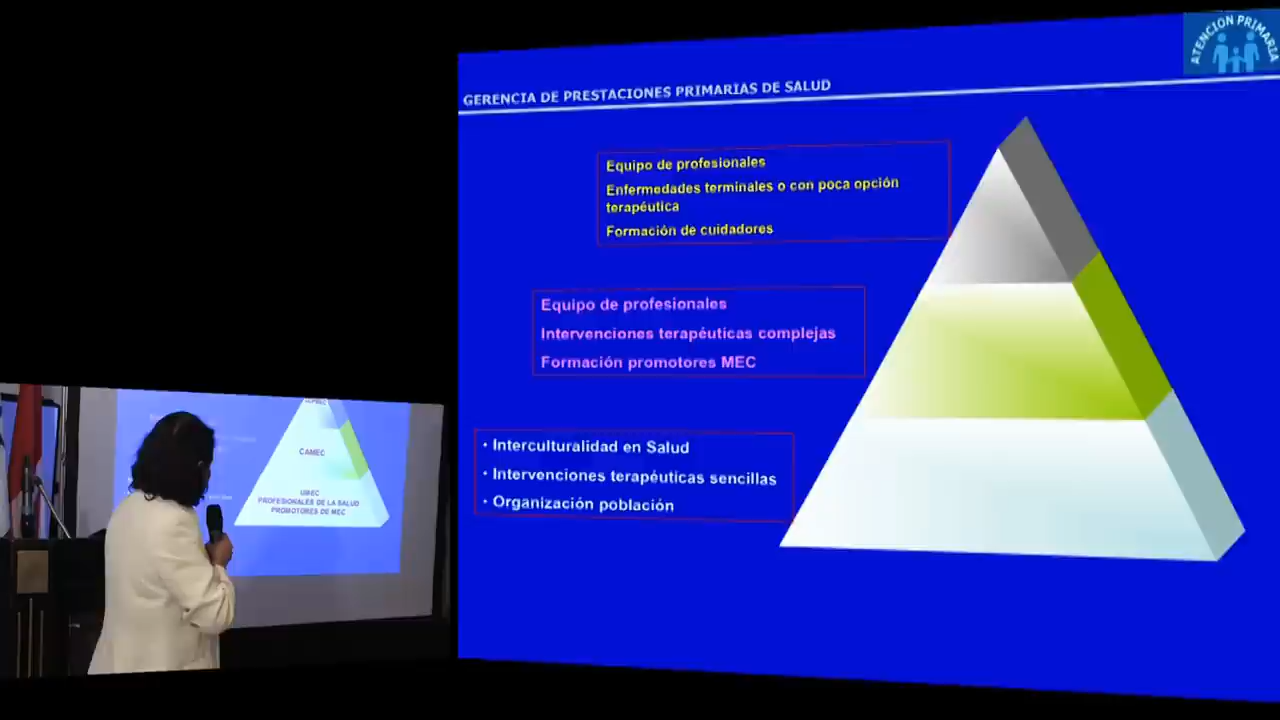 ATENCION PRIMARIA
GERENCIA DE PRESTACIONES PRIMARIAS DE SALUD
Equipo de profesionales
Enfermedades terminales o con poca opción
terapéutica
Formación de cuidadores
Equipo de profesionales
Intervenciones terapéuticas complejas
Formación promotores MEC
• Interculturalidad en Salud
• Intervenciones terapéuticas sencillas
• Organización población
CAMEC
UMEC
PROFESIONALES DE LA SALUD
PROMOTORES DE MEC